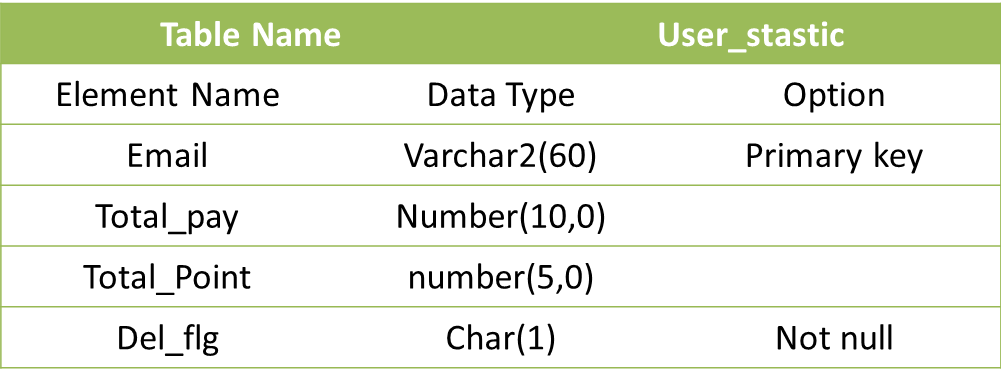 Table Name User_stastic
Element Name Data Type Option
Email Varchar2(60) Primary key
Total_pay Number(10,0)
Total_Point number(5,0)
Del_flg Char(1) Not null